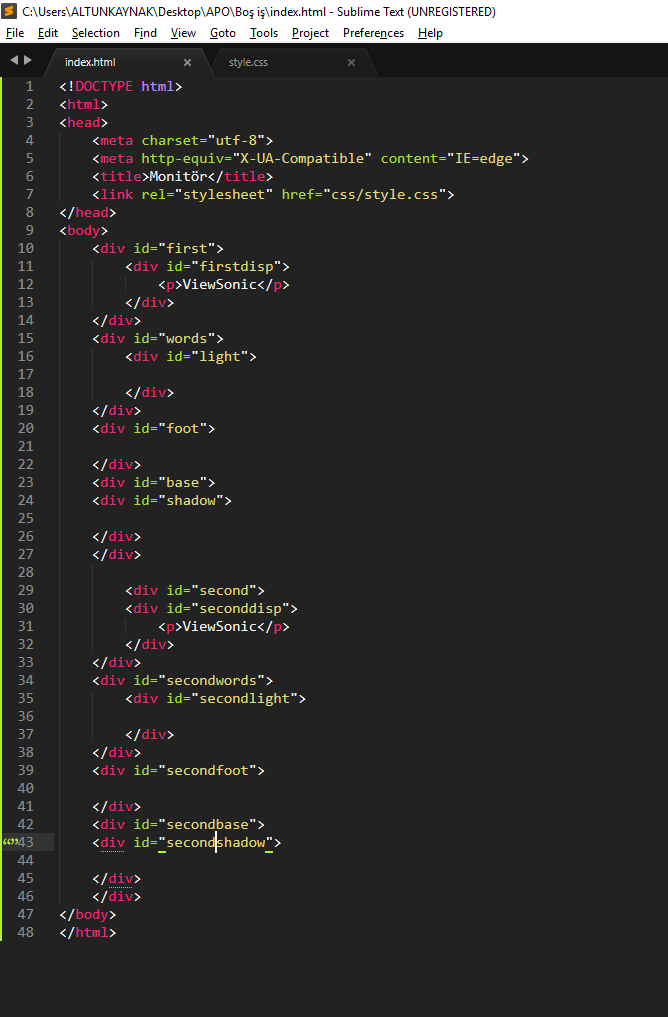 C:\Users\ALTUNKAYNAK\Desktop\APO\Boş iş\index.html - Sublime Text (UNREGISTERED)
File Edit Selection Find View Goto Tools Project Preferences Help
index.html × style.css ×
1 <!DOCTYPE html>
2 <html>
3 <head>
4 <meta charset="utf-8">
5 <meta http-equiv="X-UA-Compatible" content="IE=edge">
6 <title>Monitör</title>
7 <link rel="stylesheet" href="css/style.css">
8 </head>
9 <body>
10 <div id="first">
11 <div id="firstdisp">
12 <p>ViewSonic</p>
13 </div>
14 </div>
15 <div id="words">
16 <div id="light">
17
18 </div>
19 </div>
20 <div id="foot">
21
22 </div>
23 <div id="base">
24 <div id="shadow">
25
26 </div>
27 </div>
28
29 <div id="second">
30 <div id="seconddisp">
31 <p>ViewSonic</p>
32 </div>
33 </div>
34 <div id="secondwords">
35 <div id="secondlight">
36
37 </div>
38 </div>
39 <div id="secondfoot">
40
41 </div>
42 <div id="secondbase">
43 <div id="secondshadow">
44
45 </div>
46 </div>
47 </body>
48 </html>